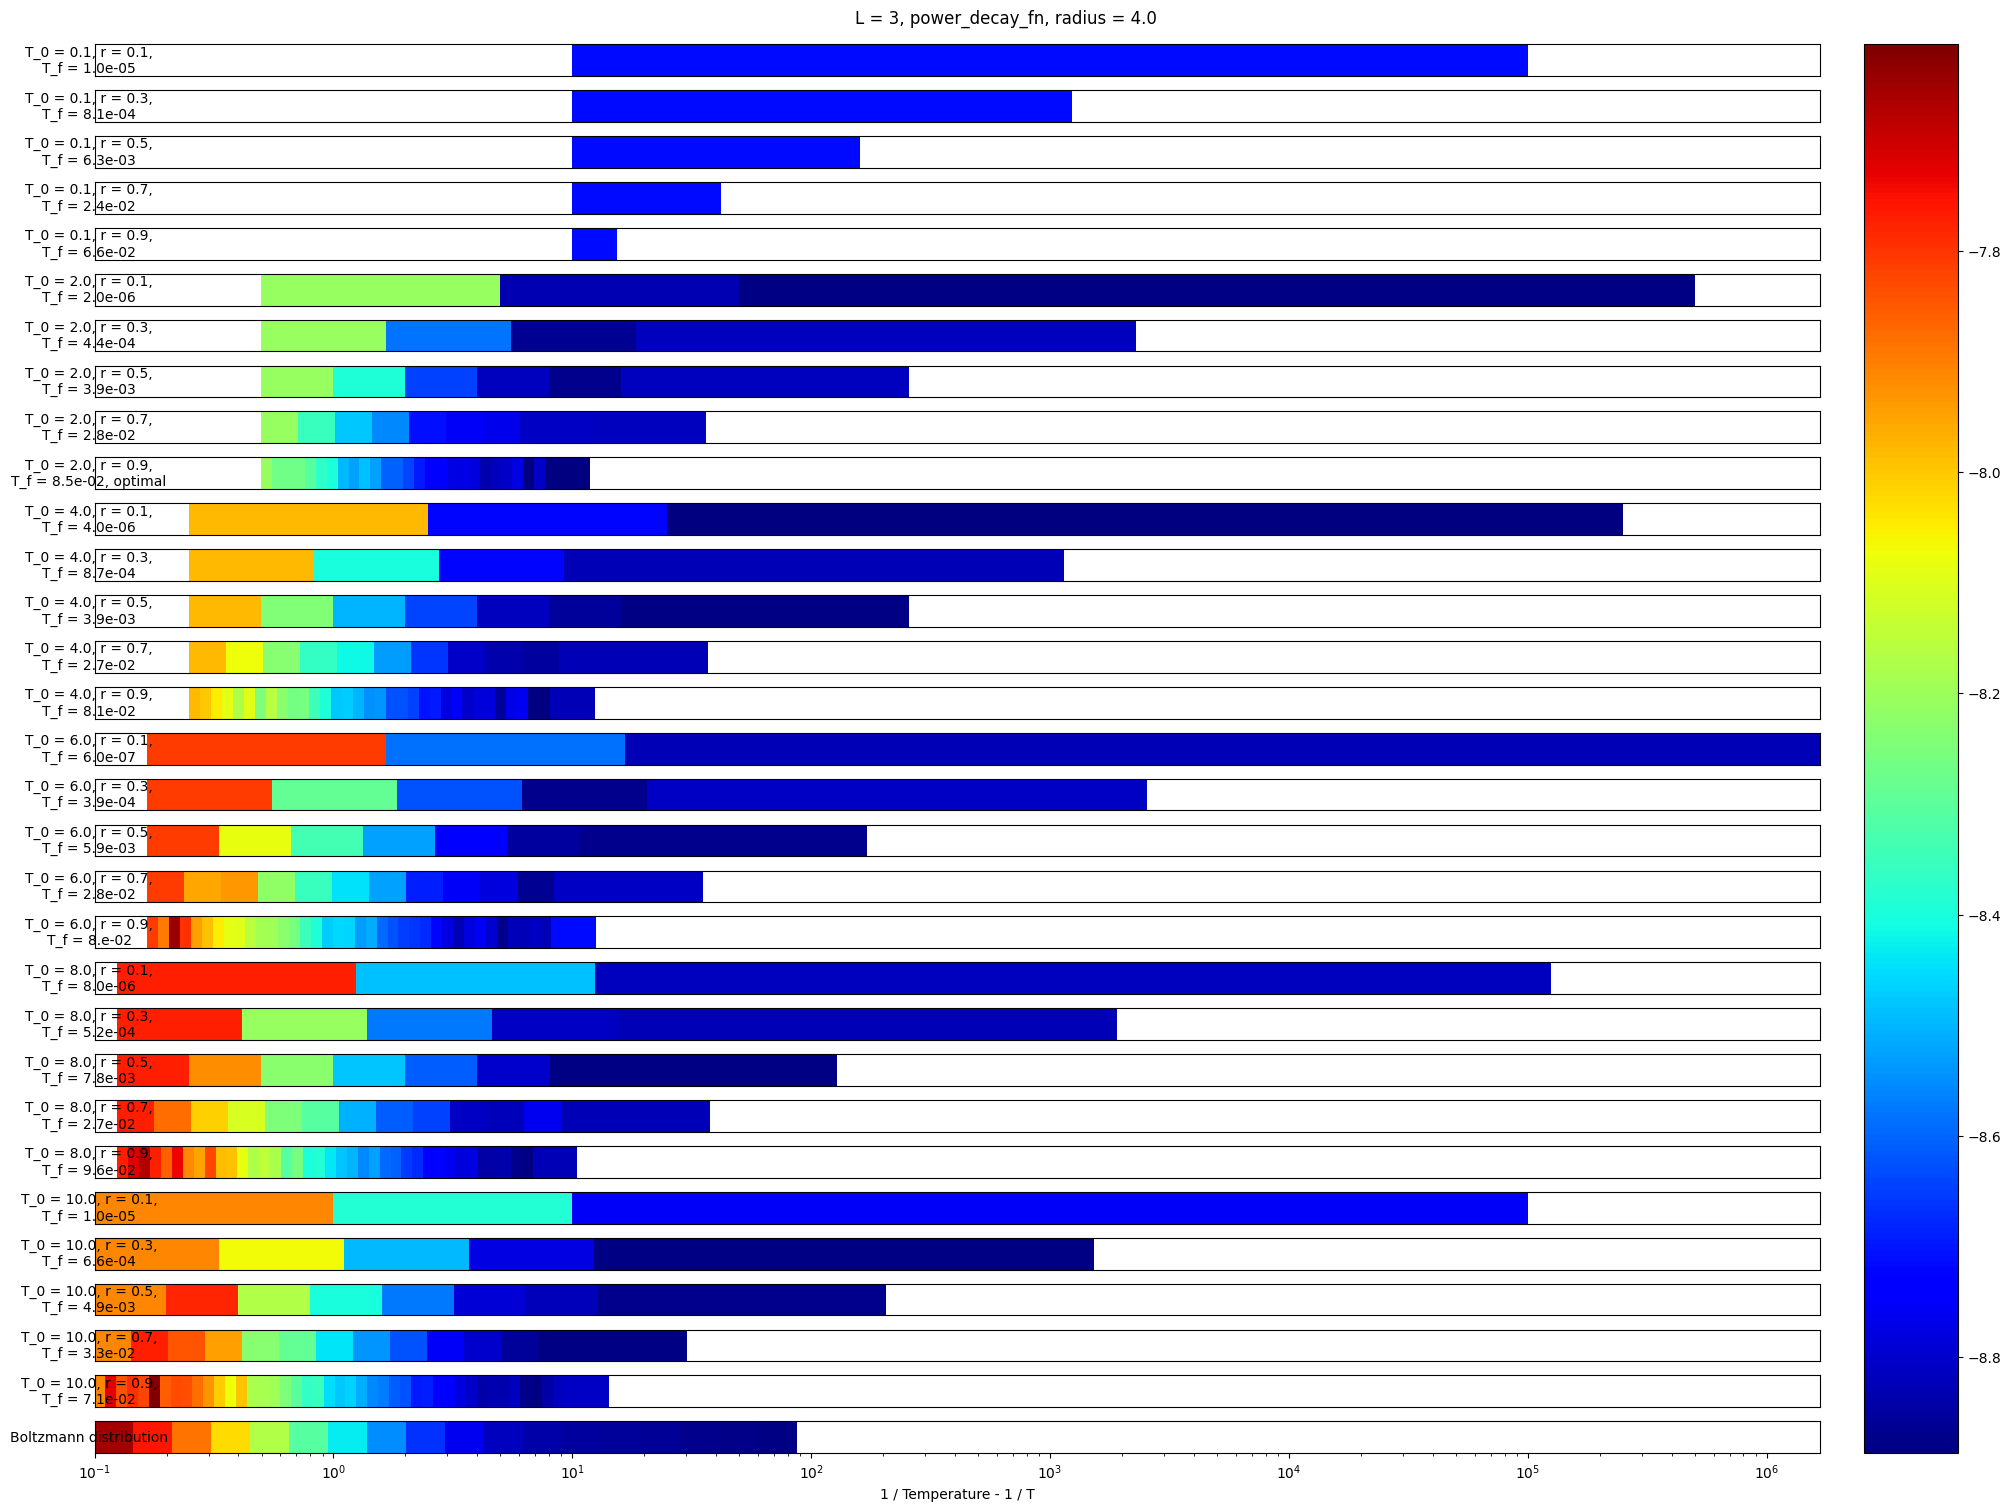 L = 3, power_decay_fn, radius = 4.0
T_0 = 0.1, r = 0.1,
T_f = 1.0e-05
T_0 = 0.1, r = 0.3,
T_f = 8.1e-04
T_0 = 0.1, r = 0.5,
T_f = 6.3e-03
T_0 = 0.1, r = 0.7,
T_f = 2.4e-02
T_0 = 0.1, r = 0.9,
T_f = 6.6e-02
T_0 = 2.0, r = 0.1,
T_f = 2.0e-06
T_0 = 2.0, r = 0.3,
T_f = 4.4e-04
T_0 = 2.0, r = 0.5,
T_f = 3.9e-03
T_0 = 2.0, r = 0.7,
T_f = 2.8e-02
T_0 = 2.0, r = 0.9,
T_f = 8.5e-02, optimal
T_0 = 4.0, r = 0.1,
T_f = 4.0e-06
T_0 = 4.0, r = 0.3,
T_f = 8.7e-04
T_0 = 4.0, r = 0.5,
T_f = 3.9e-03
T_0 = 4.0, r = 0.7,
T_f = 2.7e-02
T_0 = 4.0, r = 0.9,
T_f = 8.1e-02
T_0 = 6.0, r = 0.1,
T_f = 6.0e-07
T_0 = 6.0, r = 0.3,
T_f = 3.9e-04
T_0 = 6.0, r = 0.5,
T_f = 5.9e-03
T_0 = 6.0, r = 0.7,
T_f = 2.8e-02
T_0 = 6.0, r = 0.9,
T_f = 8.e-02
T_0 = 8.0, r = 0.1,
T_f = 8.0e-06
T_0 = 8.0, r = 0.3,
T_f = 5.2e-04
T_0 = 8.0, r = 0.5,
T_f = 7.8e-03
T_0 = 8.0, r = 0.7,
T_f = 2.7e-02
T_0 = 8.0, r = 0.9,
T_f = 9.6e-02
T_0 = 10.0, r = 0.1,
T_f = 1.0e-05
T_0 = 10.0, r = 0.3,
T_f = 6.6e-04
T_0 = 10.0, r = 0.5,
T_f = 4.9e-03
T_0 = 10.0, r = 0.7,
T_f = 3.3e-02
T_0 = 10.0, r = 0.9,
T_f = 7.1e-02
Boltzmann distribution
10⁻¹ 10⁰ 10¹ 10² 10³ 10⁴ 10⁵ 10⁶
1 / Temperature - 1 / T
−7.8
−8.0
−8.2
−8.4
−8.6
−8.8